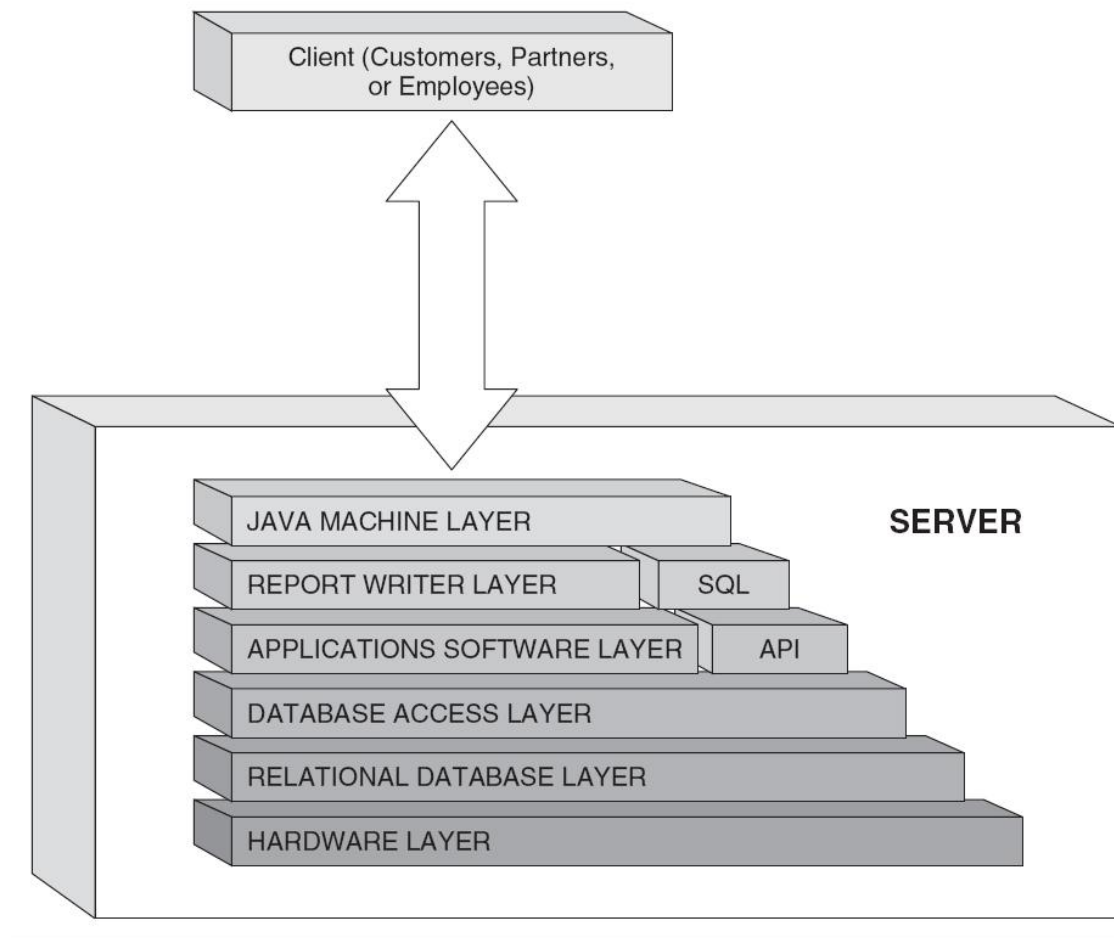 Client (Customers, Partners,
or Employees)
SERVER
JAVA MACHINE LAYER
REPORT WRITER LAYER
SQL
APPLICATIONS SOFTWARE LAYER
API
DATABASE ACCESS LAYER
RELATIONAL DATABASE LAYER
HARDWARE LAYER